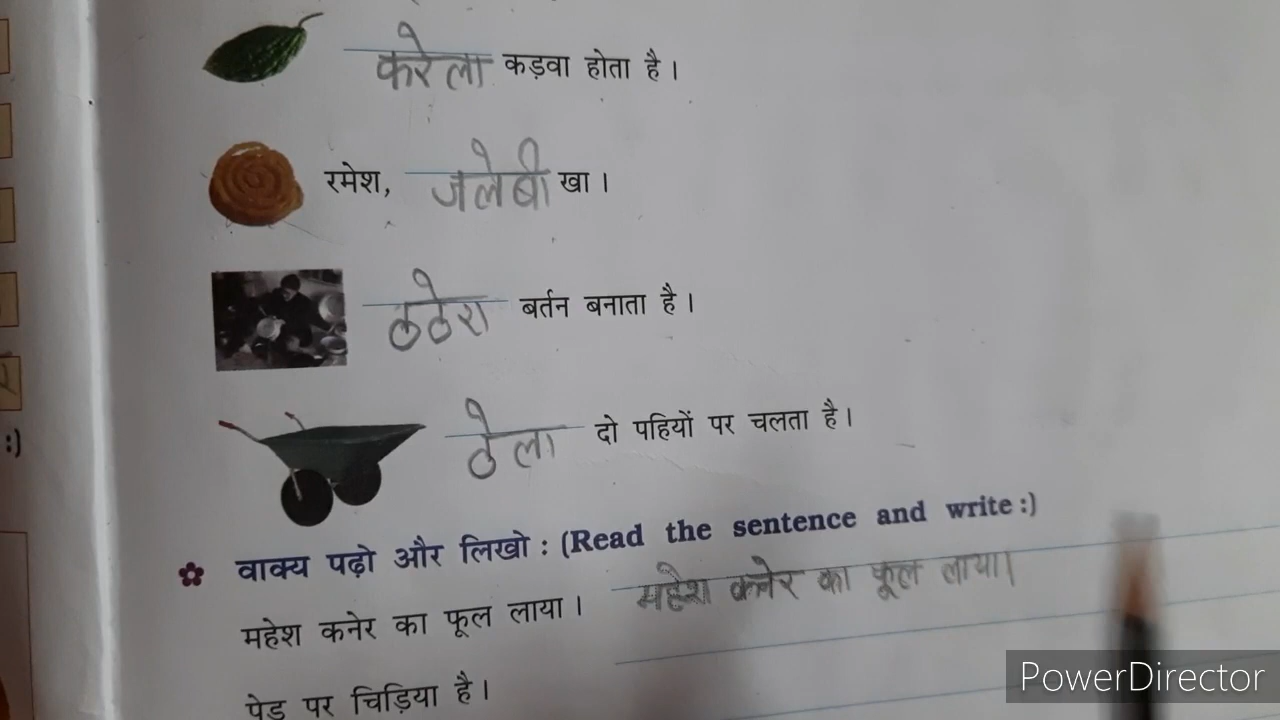 करेला कड़वा होता है।
रमेश, जलेबी खा।
ठठेरा बर्तन बनाता है।
ठेला दो पहियों पर चलता है।
:)
वाक्य पढ़ो और लिखो : (Read the sentence and write :)
महेश कनेर का फूल लाया। महेश कनेर का फूल लाया।
पेड़ पर चिड़िया है।
PowerDirector